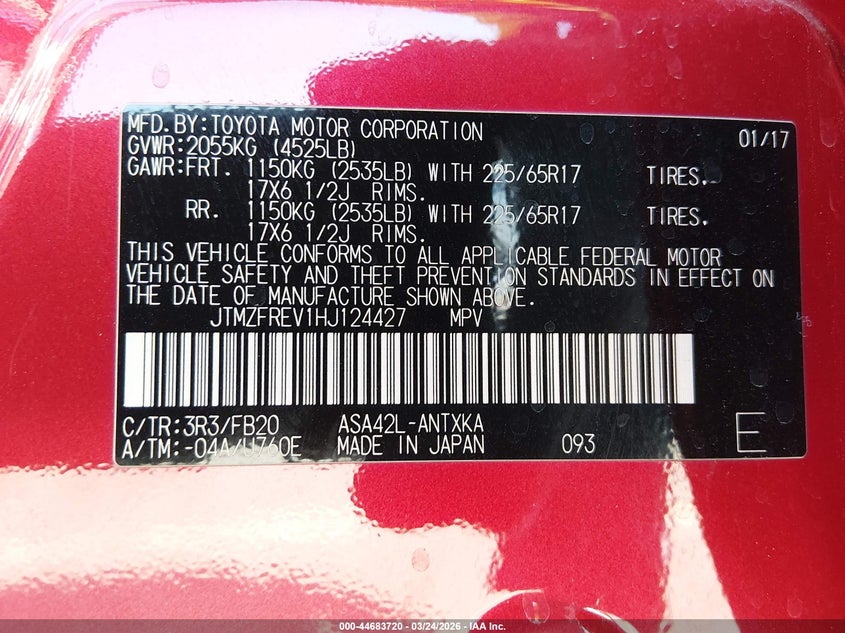 MFD.BY:TOYOTA MOTOR CORPORATION 01/17
GVWR:2055KG (4525LB)
GAWR:FRT. 1150KG (2535LB) WITH 225/65R17 TIRES.
17X6 1/2J RIMS.
RR. 1150KG (2535LB) WITH 225/65R17 TIRES.
17X6 1/2J RIMS.
THIS VEHICLE CONFORMS TO ALL APPLICABLE FEDERAL MOTOR
VEHICLE SAFETY AND THEFT PREVENTION STANDARDS IN EFFECT ON
THE DATE OF MANUFACTURE SHOWN ABOVE.
JTMZFREV1HJ124427 MPV
C/TR:3R3/FB20 ASA42L-ANTXKA
A/TM:-04A/U760E MADE IN JAPAN 093 E
000-44683720 - 03/24/2026 - IAA Inc.